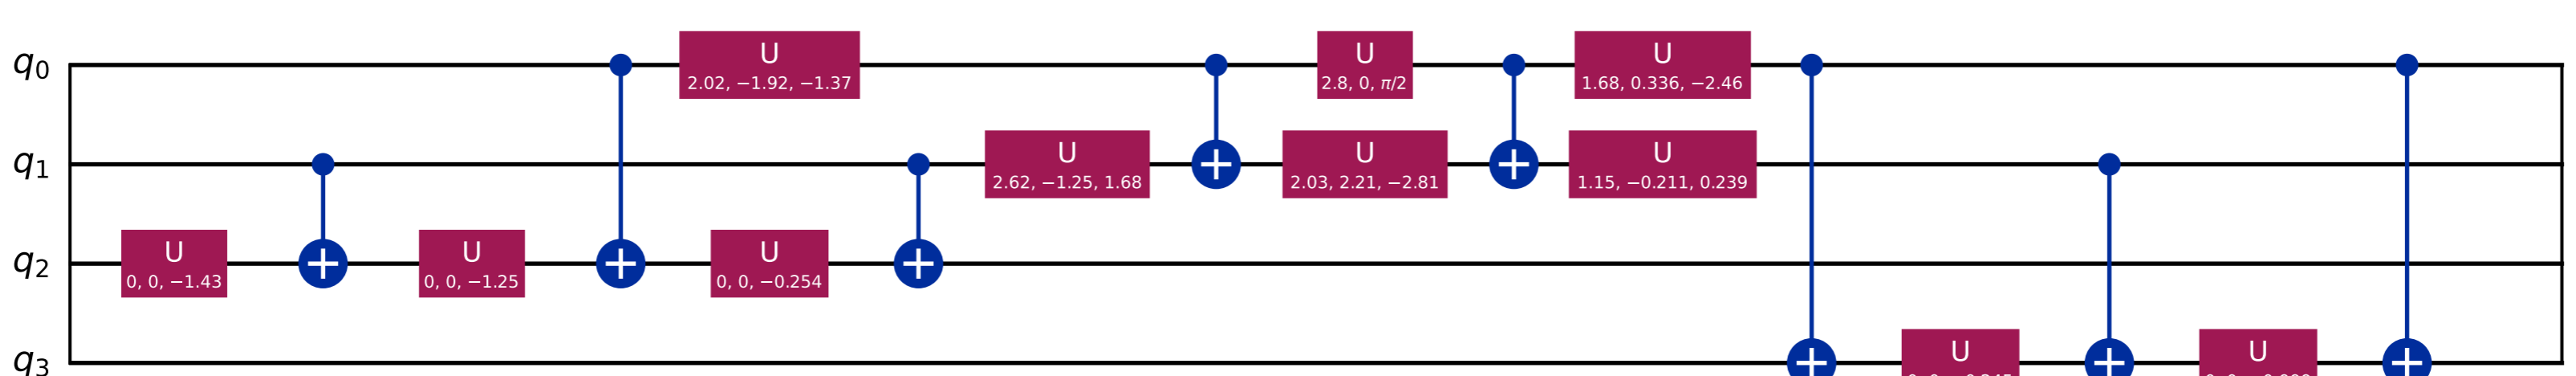 q0
U
2.02, −1.92, −1.37
U
2.8, 0, π/2
U
1.68, 0.336, −2.46
q1
U
2.62, −1.25, 1.68
U
2.03, 2.21, −2.81
U
1.15, −0.211, 0.239
q2
U
0, 0, −1.43
U
0, 0, −1.25
U
0, 0, −0.254
q3
U
U